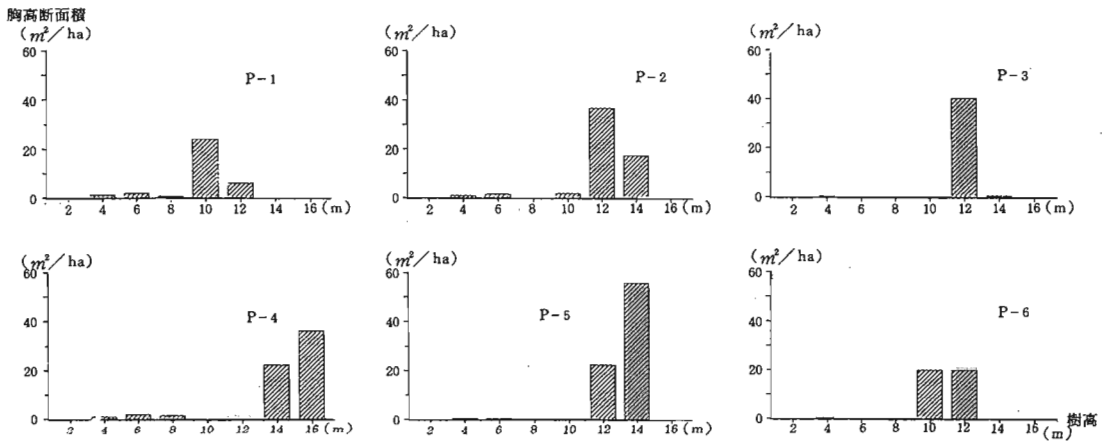 胸高断面積
(m²/ha) (m²/ha) (m²/ha)
60 60 60
P-1 P-2 P-3
40 40 40
20 20 20
0 0 0
2 4 6 8 10 12 14 16(m) 2 4 6 8 10 12 14 16(m) 2 4 6 8 10 12 14 16(m)
(m²/ha) (m²/ha) (m²/ha)
60 60 60
P-4 P-5 P-6
40 40 40
20 20 20
0 0 0
2 4 6 8 10 12 14 16(m) 2 4 6 8 10 12 14 16(m) 2 4 6 8 10 12 14 16 樹高
(m)